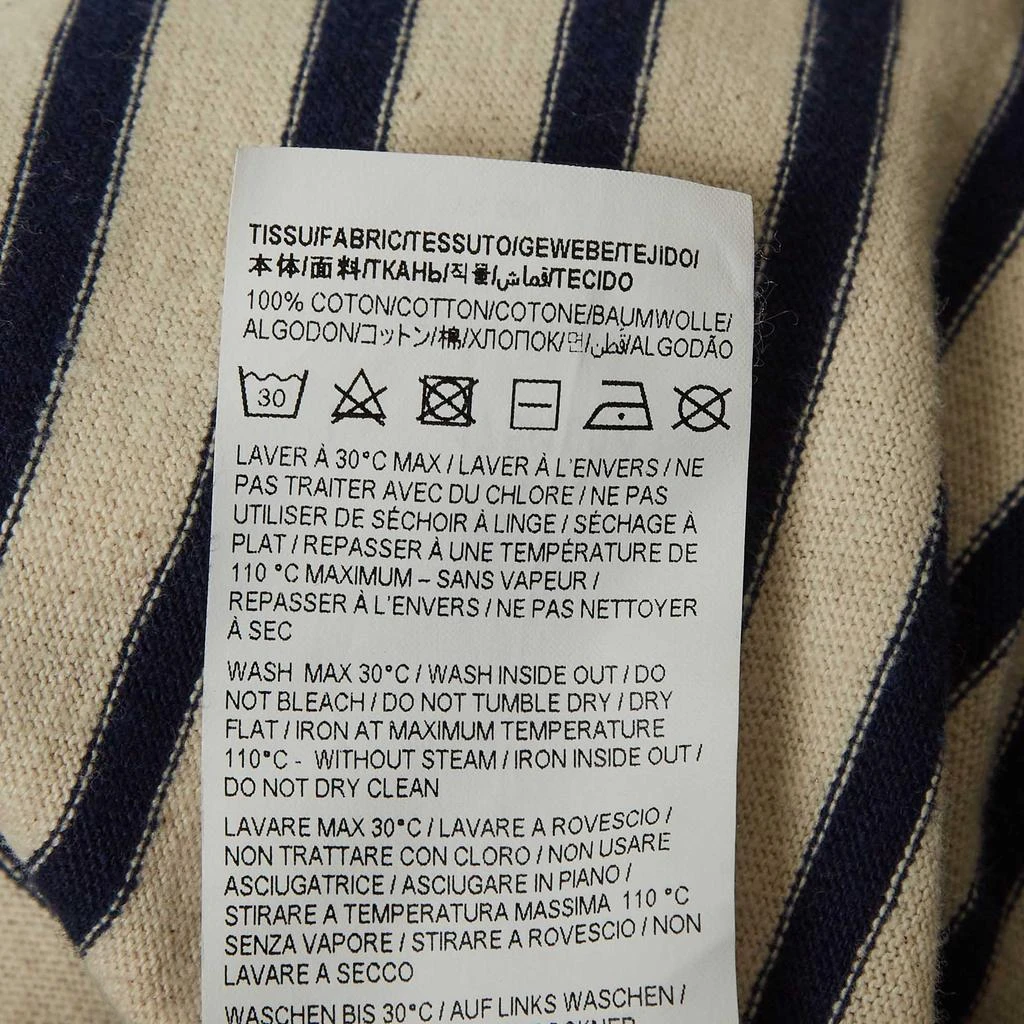 TISSU/FABRIC/TESSUTO/GEWEBE/TEJIDO/
本体/面料/ТКАНЬ/직물/قماش/TECIDO
100% COTON/COTTON/COTONE/BAUMWOLLE/
ALGODON/コットン/棉/ХЛОПОК/면/قطن/ALGODÃO
30
LAVER À 30°C MAX / LAVER À L'ENVERS / NE
PAS TRAITER AVEC DU CHLORE / NE PAS
UTILISER DE SÉCHOIR À LINGE / SÉCHAGE À
PLAT / REPASSER À UNE TEMPÉRATURE DE
110 °C MAXIMUM – SANS VAPEUR /
REPASSER À L'ENVERS / NE PAS NETTOYER
À SEC
WASH MAX 30°C / WASH INSIDE OUT / DO
NOT BLEACH / DO NOT TUMBLE DRY / DRY
FLAT / IRON AT MAXIMUM TEMPERATURE
110°C - WITHOUT STEAM / IRON INSIDE OUT /
DO NOT DRY CLEAN
LAVARE MAX 30°C / LAVARE A ROVESCIO /
NON TRATTARE CON CLORO / NON USARE
ASCIUGATRICE / ASCIUGARE IN PIANO /
STIRARE A TEMPERATURA MASSIMA 110 °C
SENZA VAPORE / STIRARE A ROVESCIO / NON
LAVARE A SECCO
WASCHEN BIS 30°C / AUF LINKS WASCHEN /